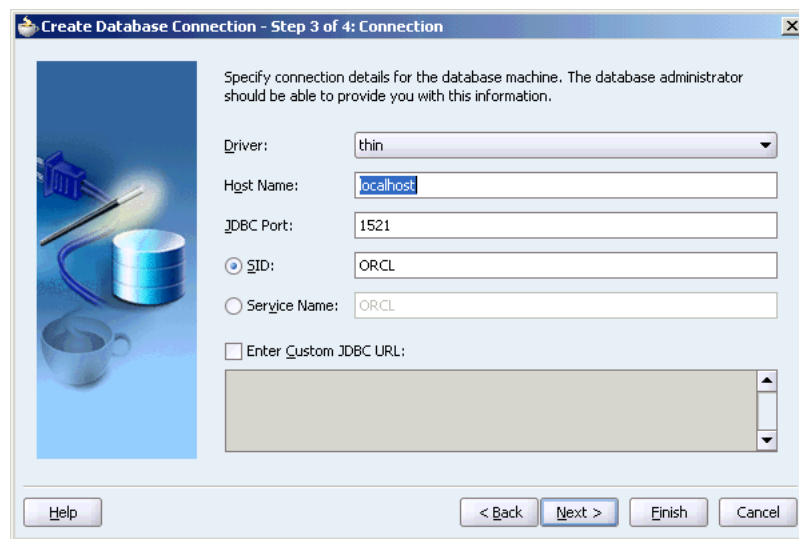 Create Database Connection - Step 3 of 4: Connection
Specify connection details for the database machine. The database administrator
should be able to provide you with this information.
Driver: thin
Host Name: localhost
JDBC Port: 1521
SID: ORCL
Service Name: ORCL
Enter Custom JDBC URL:
Help < Back Next > Finish Cancel